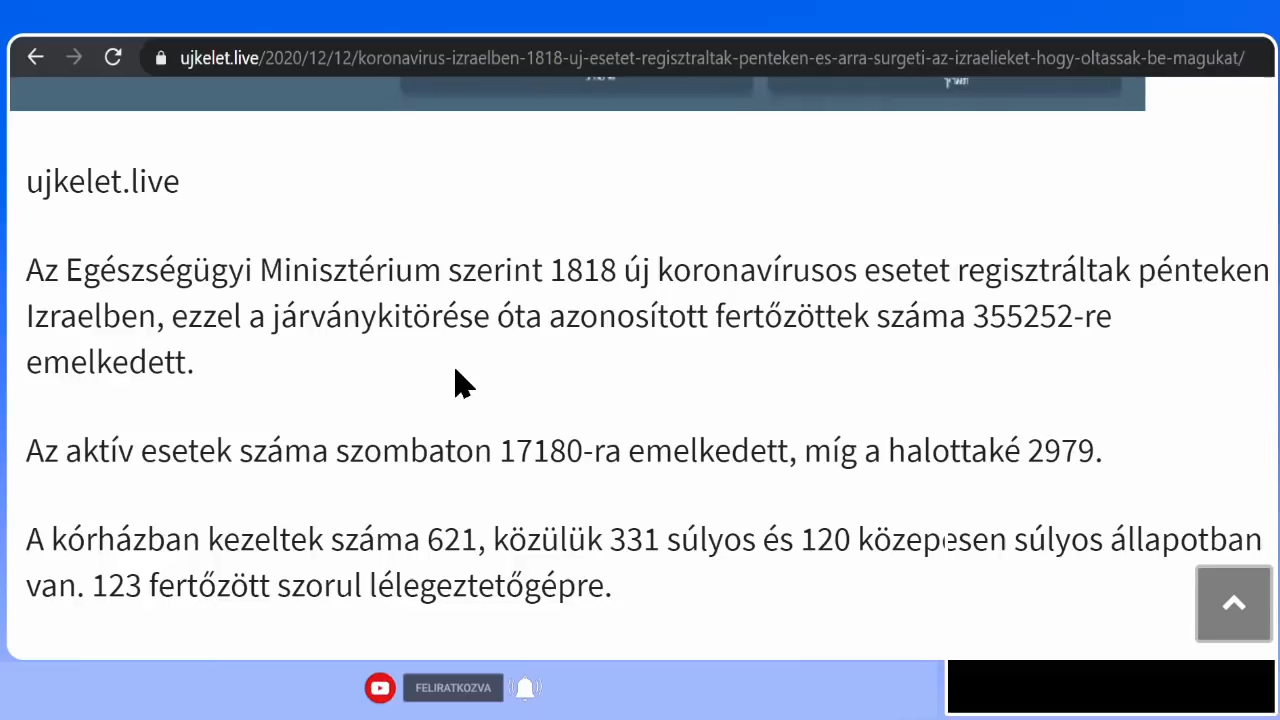 ujkelet.live/2020/12/12/koronavirus-izraelben-1818-uj-esetet-regisztraltak-penteken-es-arra-surgeti-az-izraelieket-hogy-oltassak-be-magukat/
ujkelet.live
Az Egészségügyi Minisztérium szerint 1818 új koronavírusos esetet regisztráltak pénteken
Izraelben, ezzel a járványkitörése óta azonosított fertőzöttek száma 355252-re
emelkedett.
Az aktív esetek száma szombaton 17180-ra emelkedett, míg a halottaké 2979.
A kórházban kezeltek száma 621, közülük 331 súlyos és 120 közepesen súlyos állapotban
van. 123 fertőzött szorul lélegeztetőgépre.
FELIRATKOZVA